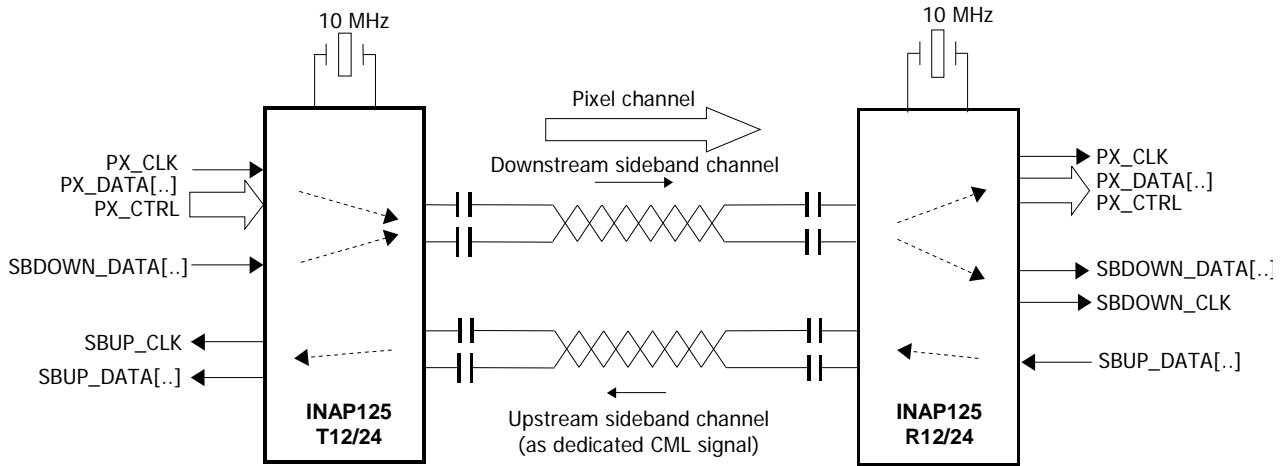 10 MHz
10 MHz
Pixel channel
Downstream sideband channel
PX_CLK
PX_DATA[..]
PX_CTRL
SBDOWN_DATA[..]
SBUP_CLK
SBUP_DATA[..]
INAP125
T12/24
Upstream sideband channel
(as dedicated CML signal)
PX_CLK
PX_DATA[..]
PX_CTRL
SBDOWN_DATA[..]
SBDOWN_CLK
SBUP_DATA[..]
INAP125
R12/24